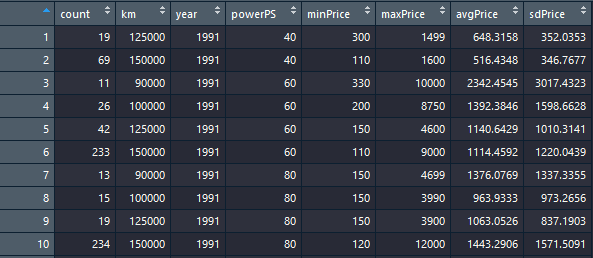 count km year powerPS minPrice maxPrice avgPrice sdPrice
1 19 125000 1991 40 300 1499 648.3158 352.0353
2 69 150000 1991 40 110 1600 516.4348 346.7677
3 11 90000 1991 60 330 10000 2342.4545 3017.4323
4 26 100000 1991 60 200 8750 1392.3846 1598.6628
5 42 125000 1991 60 150 4600 1140.6429 1010.3141
6 233 150000 1991 60 110 9000 1114.4592 1220.0439
7 13 90000 1991 80 150 4699 1376.0769 1337.3355
8 15 100000 1991 80 150 3990 963.9333 973.2656
9 19 125000 1991 80 150 3900 1063.0526 837.1903
10 234 150000 1991 80 120 12000 1443.2906 1571.5091